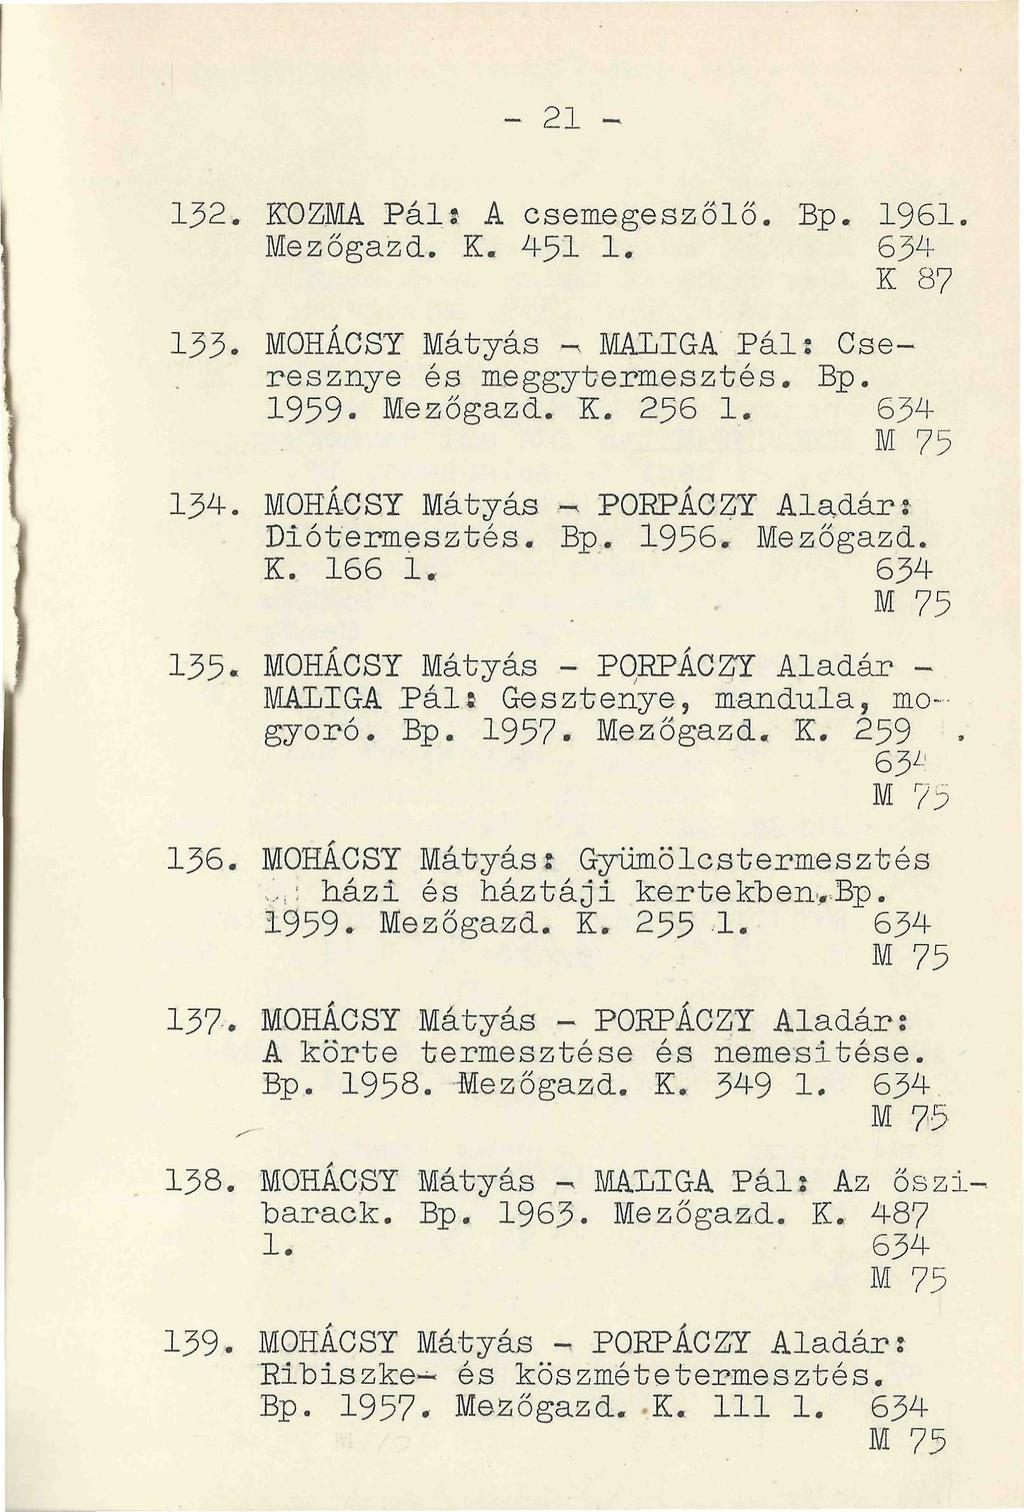 - 21 -
132. KOZMA Pál: A csemegeszőlő. Bp. 1961.
Mezőgazd. K. 451 l. 634
K 87
133. MOHÁCSY Mátyás - MALIGA Pál: Cse-
resznye és meggytermesztés. Bp.
1959. Mezőgazd. K. 256 l. 634
M 75
134. MOHÁCSY Mátyás - PORPÁCZY Aladár:
Diótermesztés. Bp. 1956. Mezőgazd.
K. 166 l. 634
M 75
135. MOHÁCSY Mátyás - PORPÁCZY Aladár -
MALIGA Pál: Gesztenye, mandula, mo-
gyoró. Bp. 1957. Mezőgazd. K. 259 .
634
M 75
136. MOHÁCSY Mátyás: Gyümölcstermesztés
házi és háztáji kertekben. Bp.
1959. Mezőgazd. K. 255 l. 634
M 75
137. MOHÁCSY Mátyás - PORPÁCZY Aladár:
A körte termesztése és nemesitése.
Bp. 1958. Mezőgazd. K. 349 l. 634
M 75
138. MOHÁCSY Mátyás - MALIGA Pál: Az őszi-
barack. Bp. 1963. Mezőgazd. K. 487
l. 634
M 75
139. MOHÁCSY Mátyás - PORPÁCZY Aladár:
Ribiszke- és köszmétetermesztés.
Bp. 1957. Mezőgazd. K. 111 l. 634
M 75